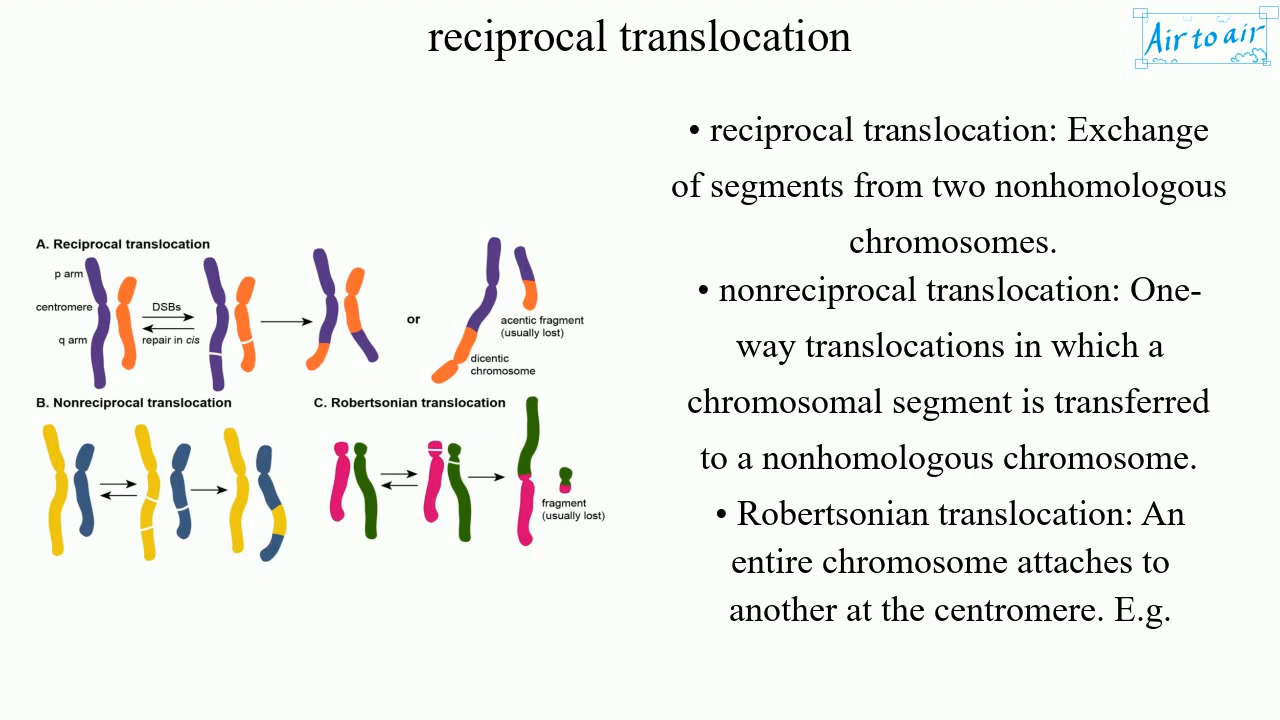 reciprocal translocation
Air to air
• reciprocal translocation: Exchange
of segments from two nonhomologous
chromosomes.
• nonreciprocal translocation: One-
way translocations in which a
chromosomal segment is transferred
to a nonhomologous chromosome.
• Robertsonian translocation: An
entire chromosome attaches to
another at the centromere. E.g.
A. Reciprocal translocation
p arm
centromere
q arm
DSBs
repair in cis
or
acentic fragment
(usually lost)
dicentic
chromosome
B. Nonreciprocal translocation
C. Robertsonian translocation
fragment
(usually lost)